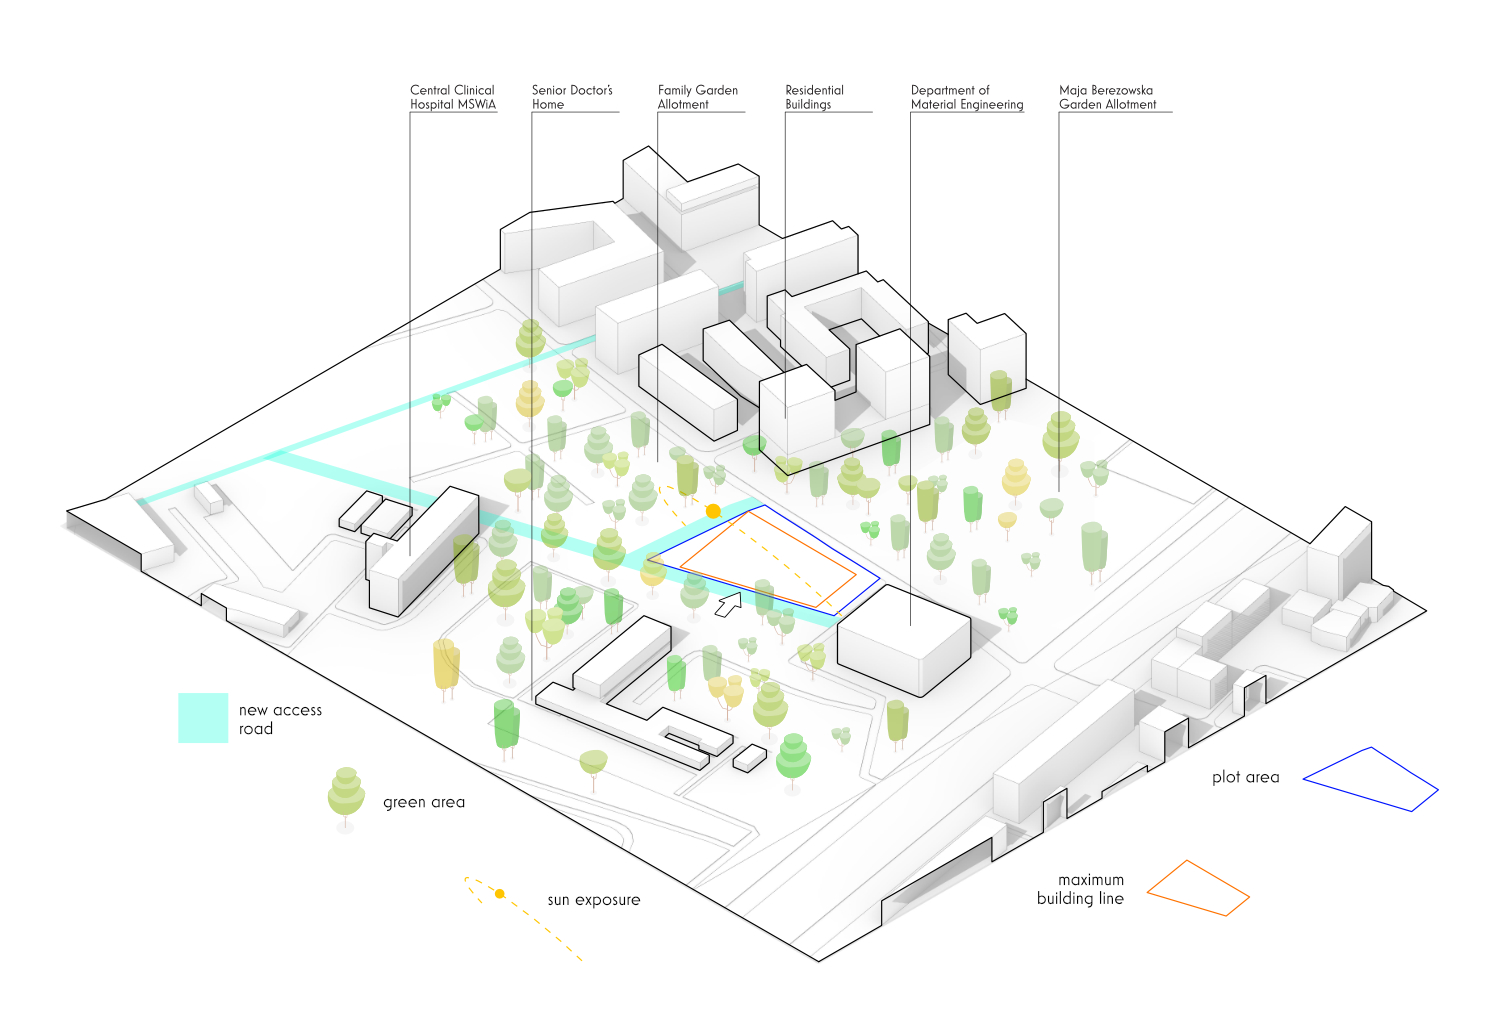 Central Clinical
Hospital MSWiA
Senior Doctor's
Home
Family Garden
Allotment
Residential
Buildings
Department of
Material Engineering
Maja Berezowska
Garden Allotment
new access
road
green area
sun exposure
plot area
maximum
building line